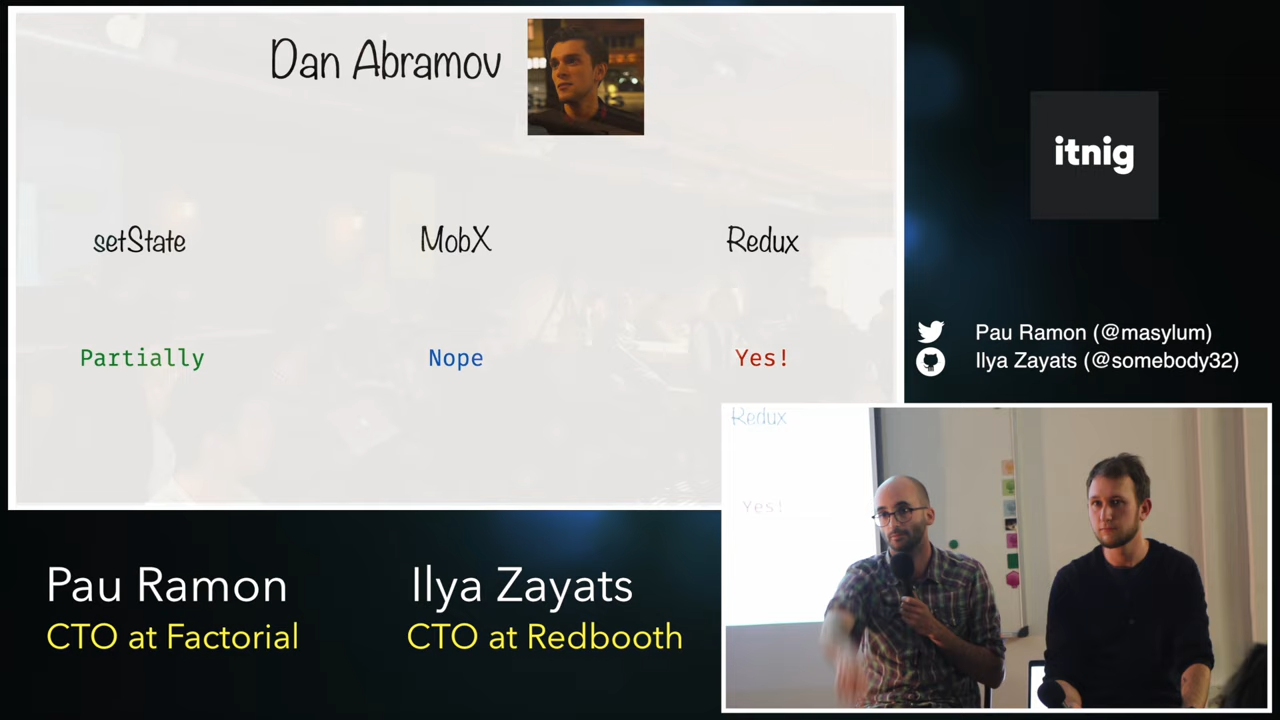 Dan Abramov
setState
MobX
Redux
Partially
Nope
Yes!
itnig
Pau Ramon (@masylum)
Ilya Zayats (@somebody32)
Redux
Yes!
Pau Ramon
CTO at Factorial
Ilya Zayats
CTO at Redbooth